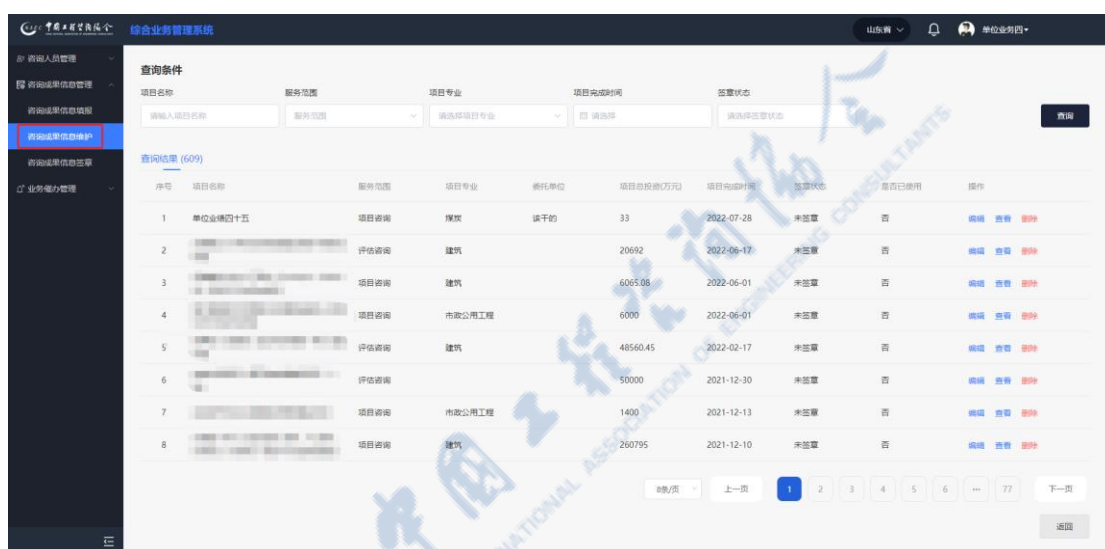 中国工程咨询协会 综合业务管理系统 山东省 单位业务四
咨询人员管理
咨询成果信息管理
咨询成果信息填报
咨询成果信息维护
咨询成果信息签章
业务催办管理
查询条件
项目名称 服务范围 项目专业 项目完成时间 签章状态
请输入项目名称 服务范围 请选择项目专业 请选择 请选择签章状态 查询
查询结果 (609)
序号 项目名称 服务范围 项目专业 委托单位 项目总投资(万元) 项目完成时间 签章状态 是否已使用 操作
1 单位业绩四十五 项目咨询 煤炭 该干的 33 2022-07-28 未签章 否 编辑 查看 删除
2 评估咨询 建筑 20692 2022-06-17 未签章 否 编辑 查看 删除
3 项目咨询 建筑 6065.08 2022-06-01 未签章 否 编辑 查看 删除
4 项目咨询 市政公用工程 6000 2022-06-01 未签章 否 编辑 查看 删除
5 评估咨询 建筑 48560.45 2022-02-17 未签章 否 编辑 查看 删除
6 评估咨询 50000 2021-12-30 未签章 否 编辑 查看 删除
7 项目咨询 市政公用工程 1400 2021-12-13 未签章 否 编辑 查看 删除
8 项目咨询 建筑 260795 2021-12-10 未签章 否 编辑 查看 删除
8条/页 上一页 1 2 3 4 5 6 ··· 77 下一页
返回
中国工程咨询协会
NATIONAL ASSOCIATION OF ENGINEERING CONSULTANTS